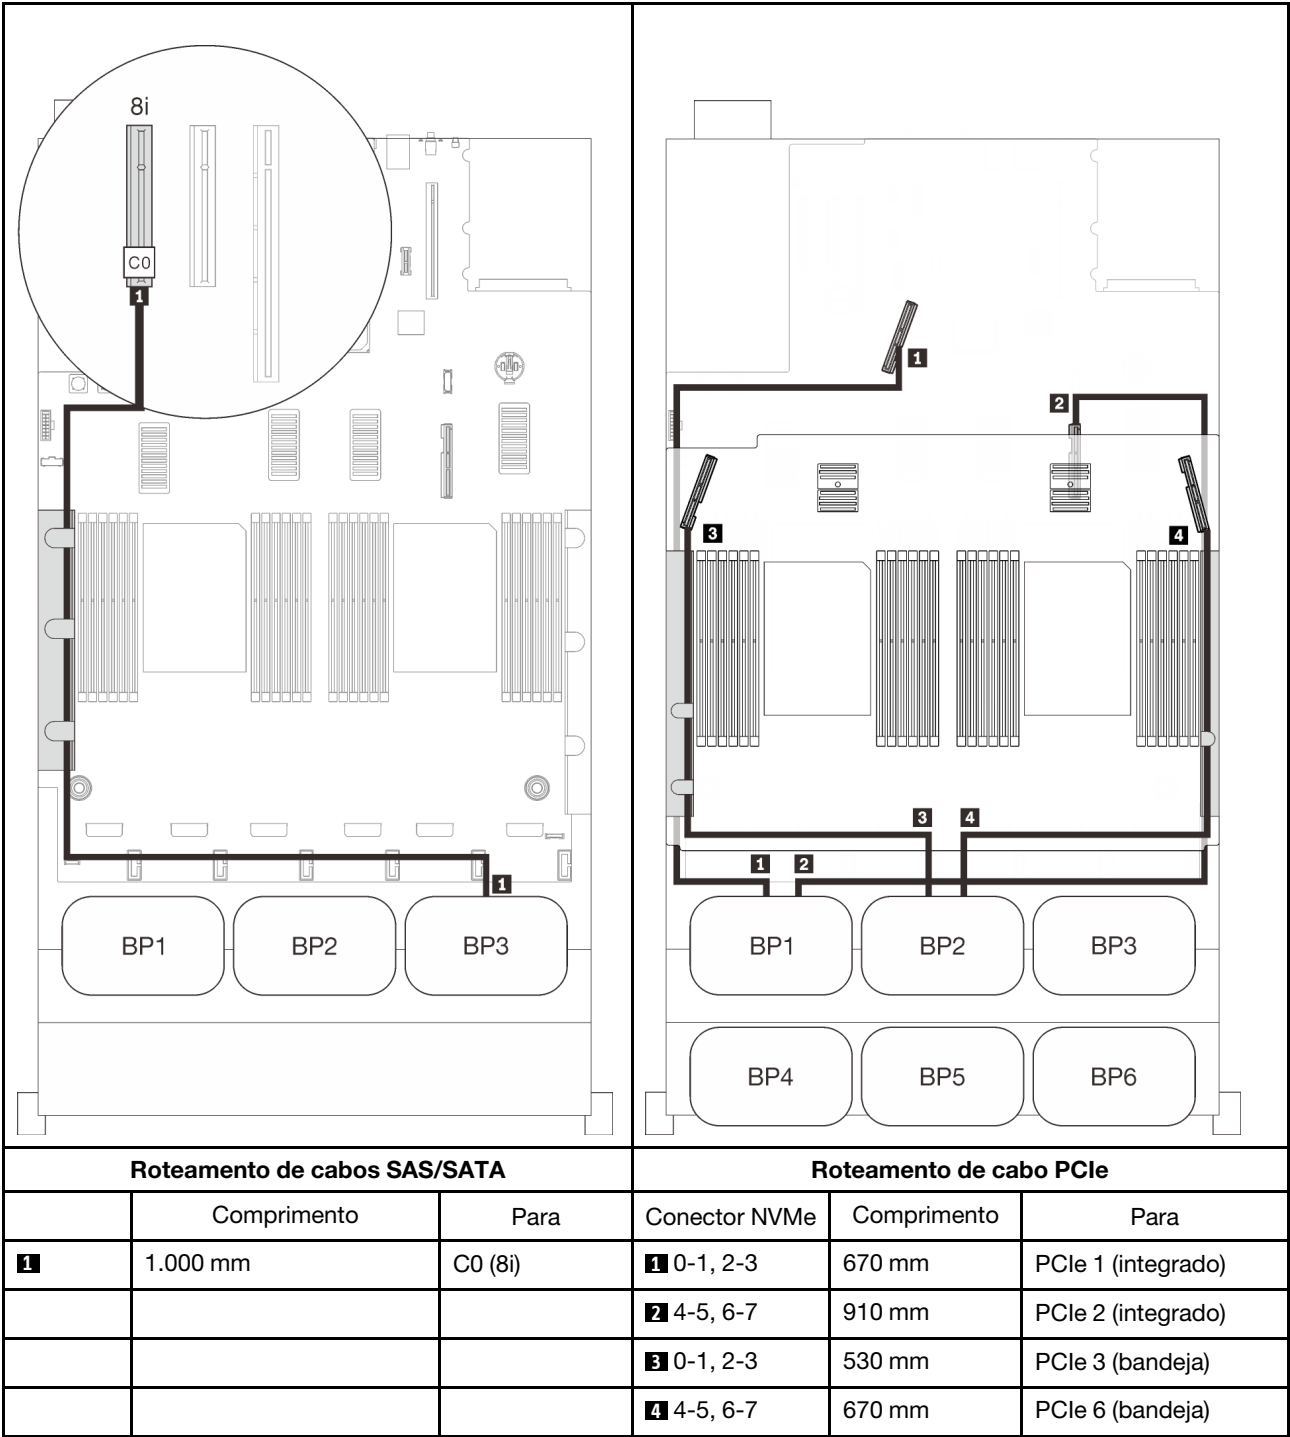 8i
C0
1
1
BP1 BP2 BP3
1
2
3
4
3 4
1 2
BP1 BP2 BP3
BP4 BP5 BP6
Roteamento de cabos SAS/SATA Roteamento de cabo PCIe
Comprimento Para Conector NVMe Comprimento Para
1 1.000 mm C0 (8i) 1 0-1, 2-3 670 mm PCIe 1 (integrado)
2 4-5, 6-7 910 mm PCIe 2 (integrado)
3 0-1, 2-3 530 mm PCIe 3 (bandeja)
4 4-5, 6-7 670 mm PCIe 6 (bandeja)